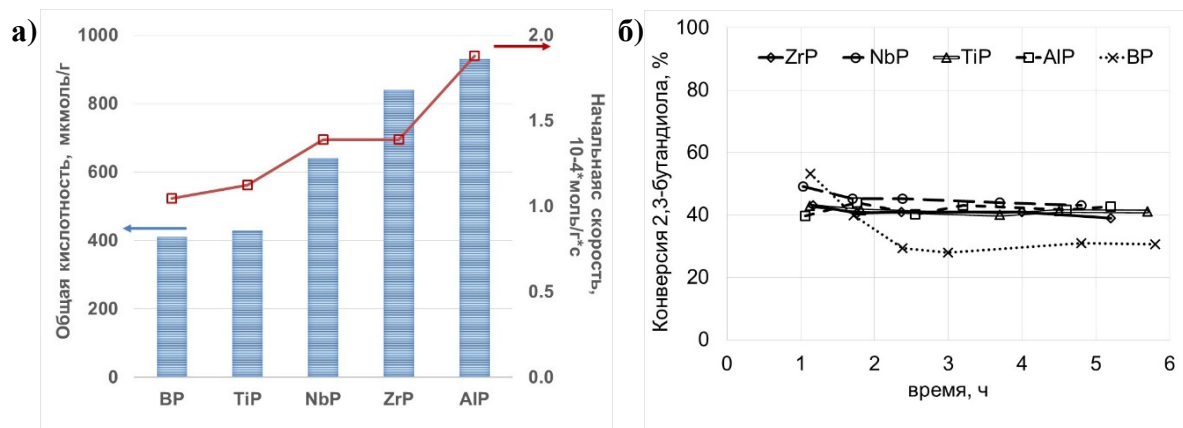 а)
Общая кислотность, мкмоль/г
1000
800
600
400
200
0
BP
TiP
NbP
ZrP
AlP
2.0
1.5
1.0
0.5
0.0
Начальнаяс скорость,
10-4*моль/г*с
б)
Конверсия 2,3-бутандиола, %
100
80
60
40
20
0
ZrP
NbP
TiP
AlP
BP
0
1
2
3
4
5
6
время, ч